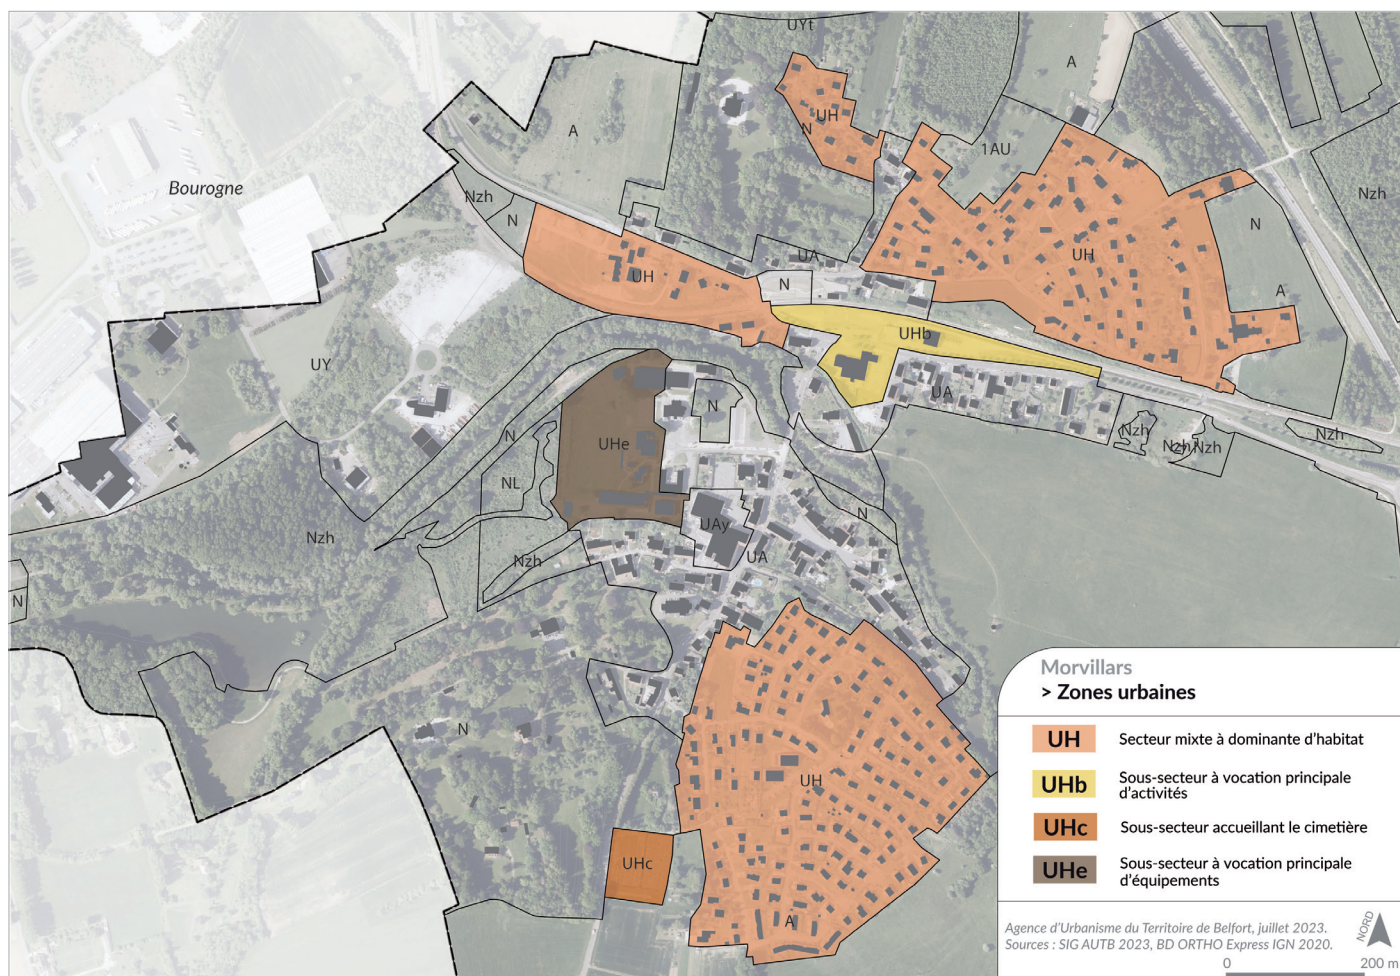 UYt
A
A
UH
N
1AU
Bourogne
Nzh
Nzh
N
N
UA
UH
UH
N
A
UHb
UY
UA
N
N
UHe
Nzh
Nzh
Nzh
Nzh
NL
N
UAy
Nzh
Nzh
UA
N
Morvillars
> Zones urbaines
N
UH Secteur mixte à dominante d'habitat
UH
UHb Sous-secteur à vocation principale
d'activités
UHc Sous-secteur accueillant le cimetière
UHc
UHe Sous-secteur à vocation principale
d'équipements
A
Agence d'Urbanisme du Territoire de Belfort, juillet 2023.
Sources : SIG AUTB 2023, BD ORTHO Express IGN 2020.
NORD
0 200 m